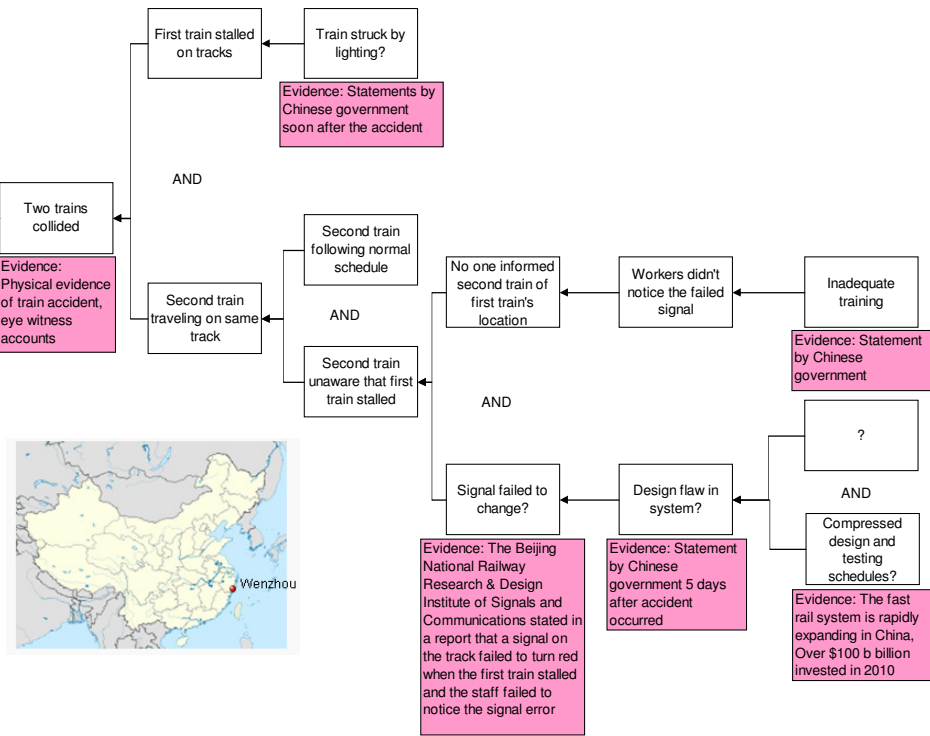 First train stalled
on tracks
Train struck by
lighting?
Evidence: Statements by
Chinese government
soon after the accident
AND
Two trains
collided
Evidence:
Physical evidence
of train accident,
eye witness
accounts
Second train
following normal
schedule
Second train
traveling on same
track
AND
Second train
unaware that first
train stalled
No one informed
second train of
first train's
location
Workers didn't
notice the failed
signal
Inadequate
training
Evidence: Statement
by Chinese
government
AND
?
AND
Signal failed to
change?
Design flaw in
system?
Compressed
design and
testing
schedules?
Evidence: The Beijing
National Railway
Research & Design
Institute of Signals and
Communications stated in
a report that a signal on
the track failed to turn red
when the first train stalled
and the staff failed to
notice the signal error
Evidence: Statement
by Chinese
government 5 days
after accident
occurred
Evidence: The fast
rail system is rapidly
expanding in China,
Over $100 b billion
invested in 2010
Wenzhou